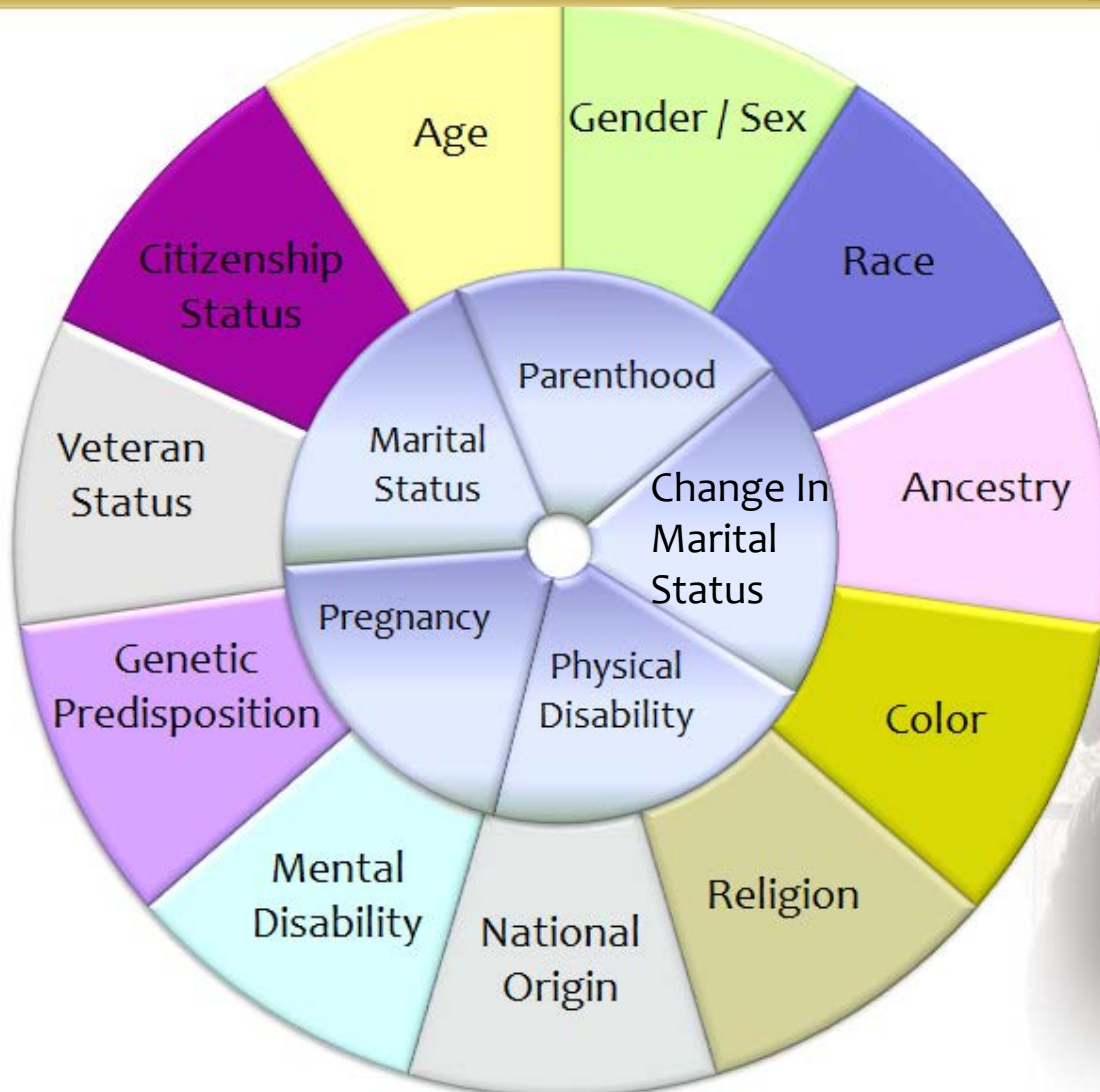 Age
Gender / Sex
Race
Ancestry
Color
Religion
National
Origin
Mental
Disability
Genetic
Predisposition
Veteran
Status
Citizenship
Status
Parenthood
Change In
Marital
Status
Physical
Disability
Pregnancy
Marital
Status